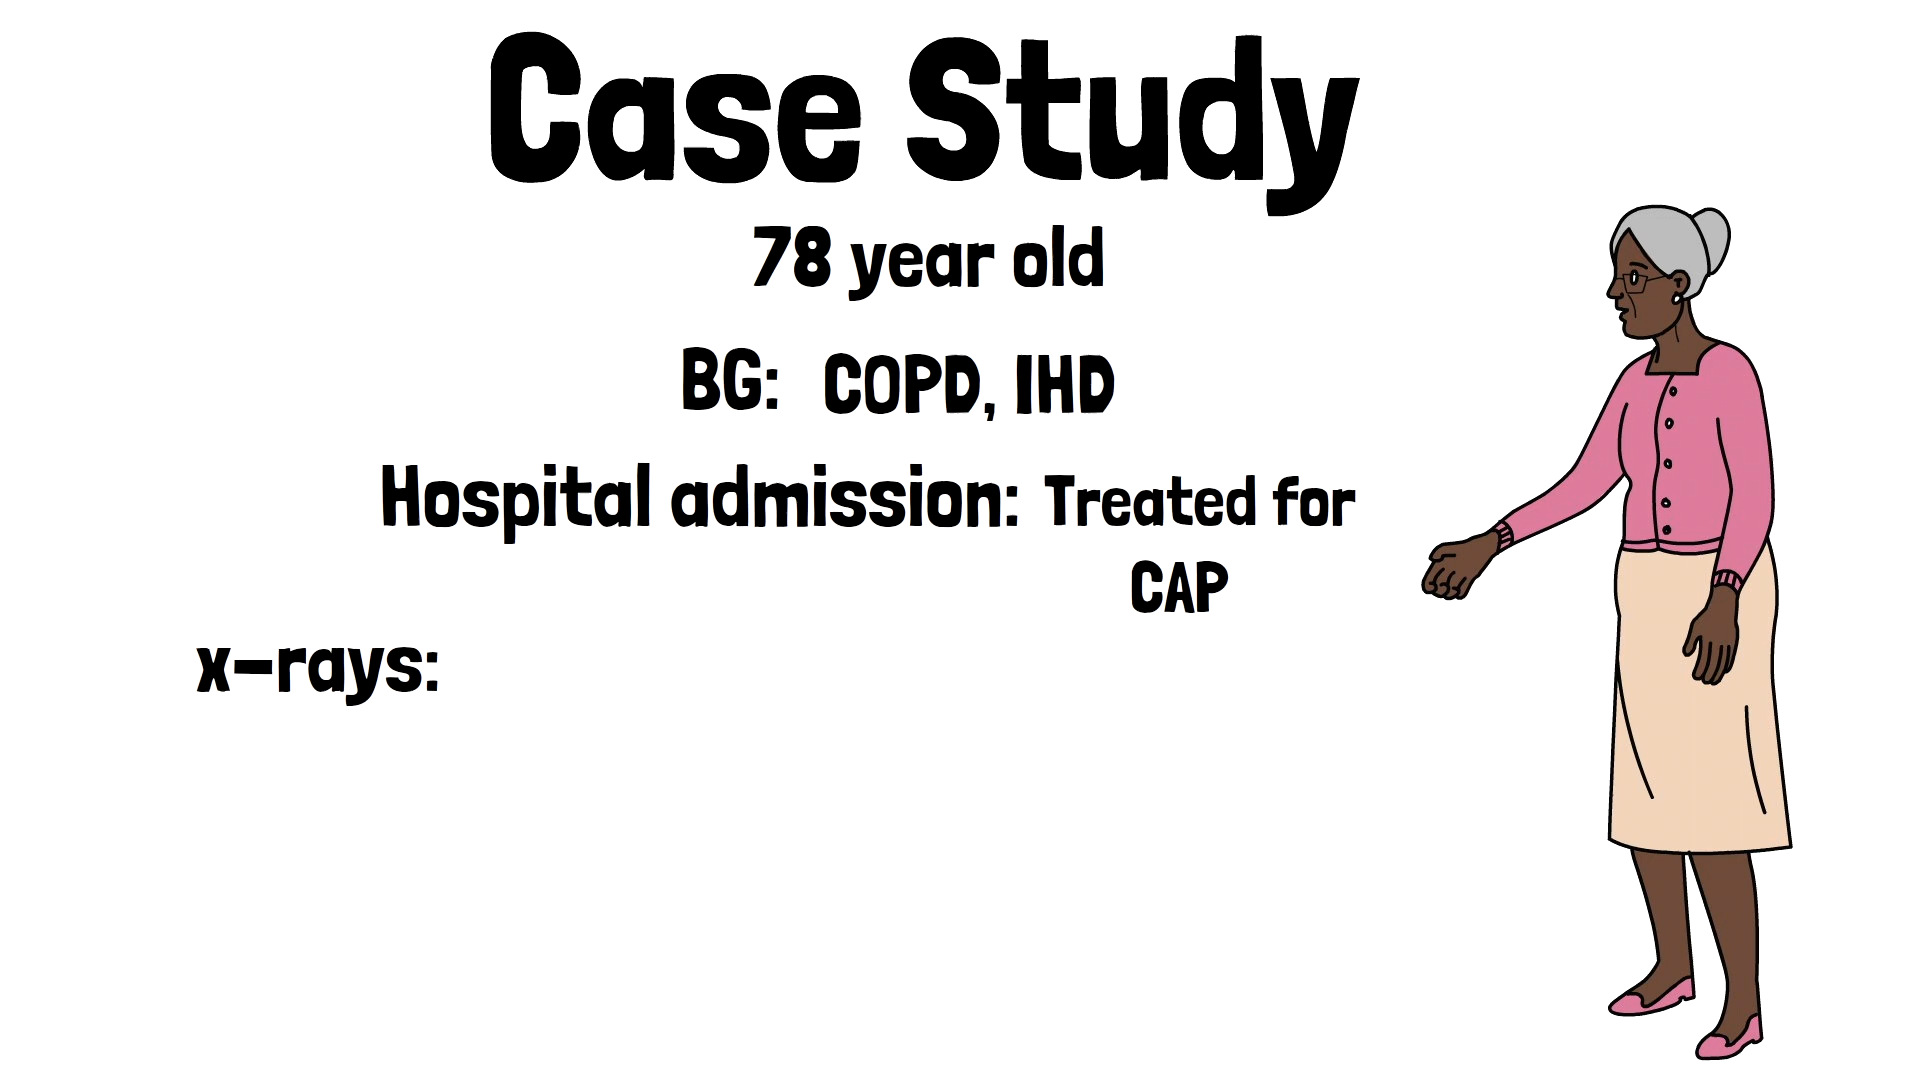 Case Study
78 year old
BG: COPD, IHD
Hospital admission: Treated for
CAP
x-rays: